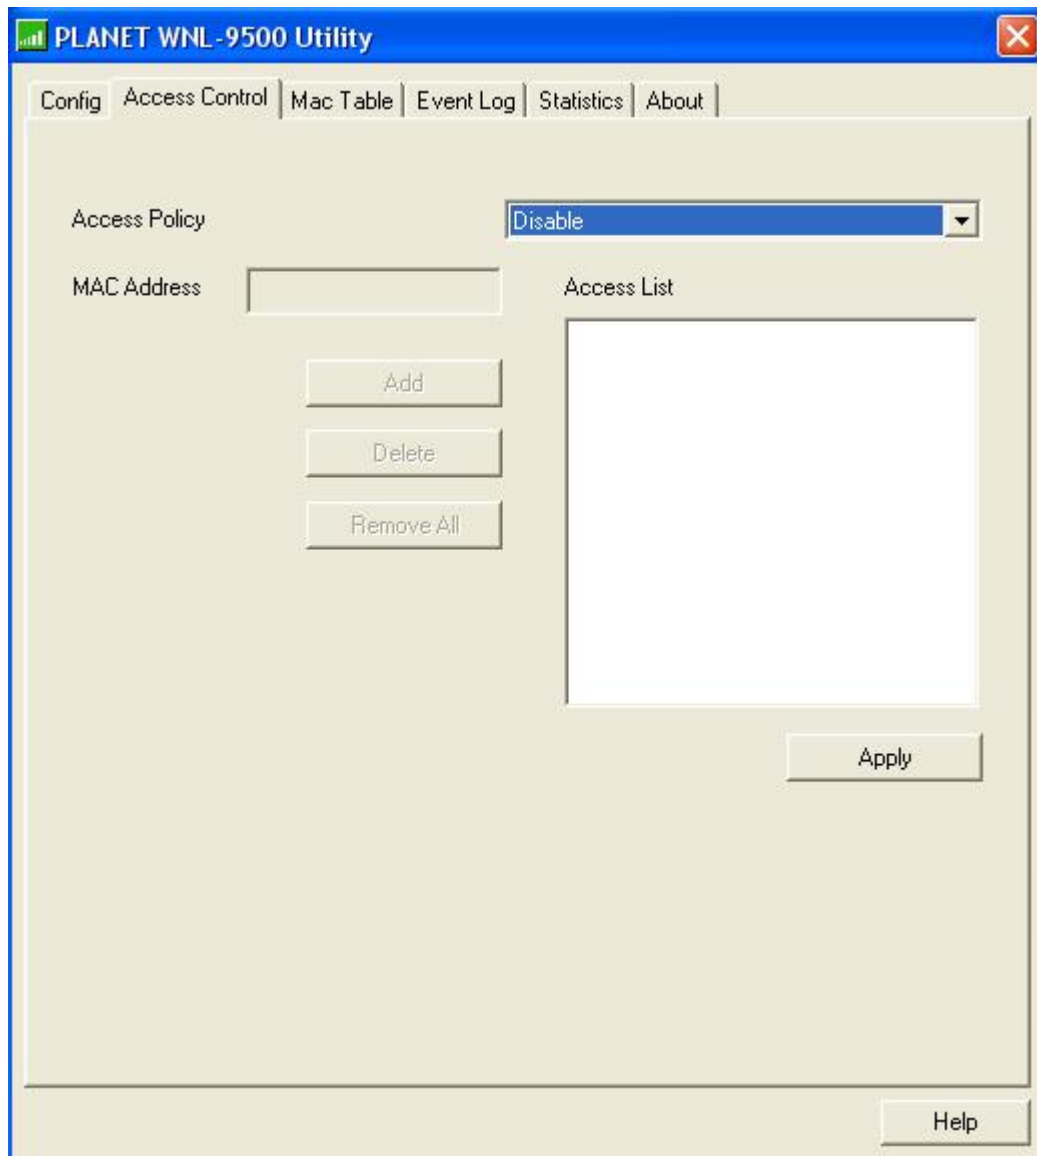 PLANET WNL-9500 Utility
Config Access Control Mac Table Event Log Statistics About
Access Policy Disable
MAC Address Access List
Add
Delete
Remove All
Apply
Help